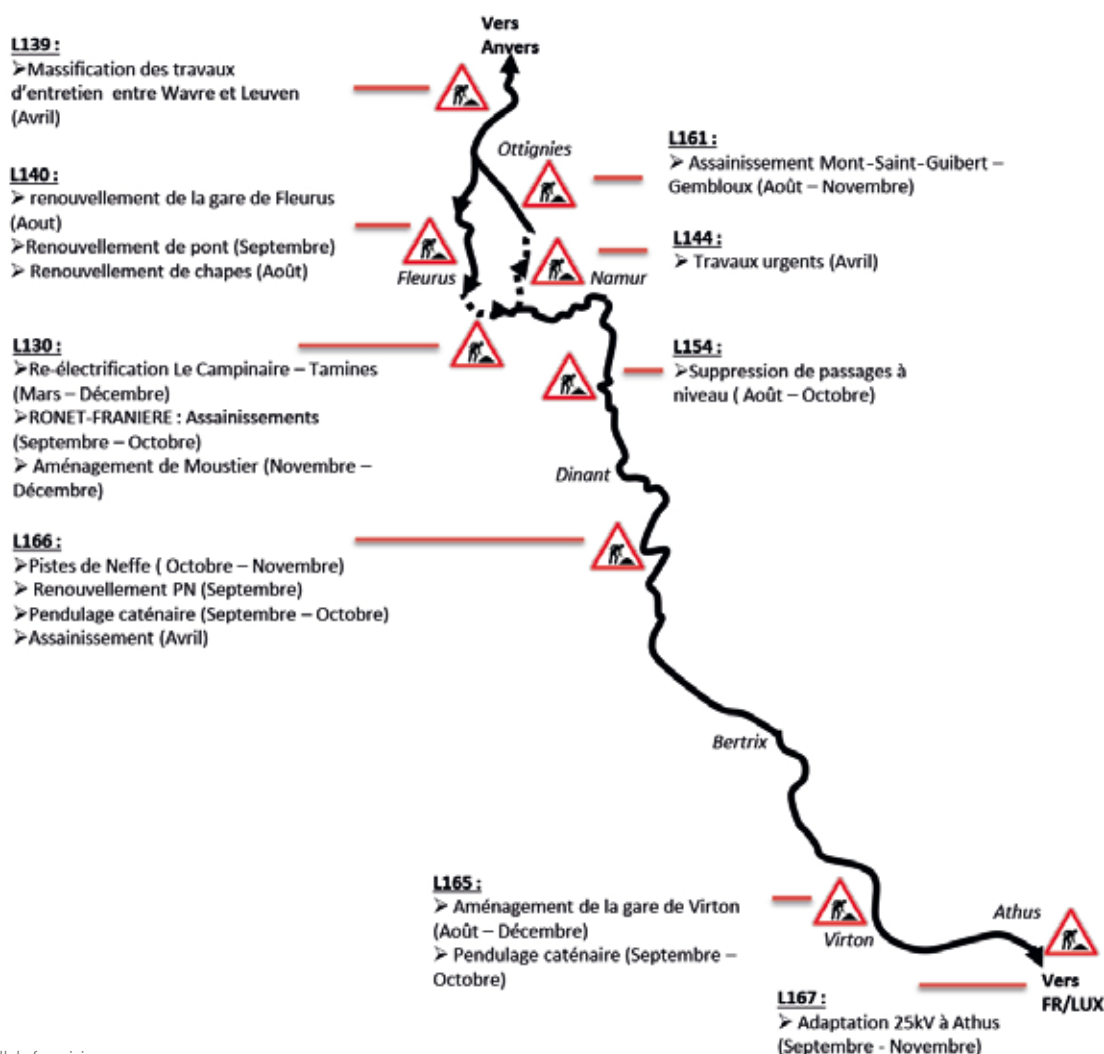 Vers
Anvers
L139 :
➢Massification des travaux
d'entretien entre Wavre et Leuven
(Avril)
Ottignies
L161 :
➢ Assainissement Mont-Saint-Guibert –
Gembloux (Août – Novembre)
L140 :
➢ renouvellement de la gare de Fleurus
(Aout)
➢Renouvellement de pont (Septembre)
➢ Renouvellement de chapes (Août)
Fleurus
L144 :
➢ Travaux urgents (Avril)
Namur
L130 :
➢Re-électrification Le Campinaire – Tamines
(Mars – Décembre)
➢RONET-FRANIERE : Assainissements
(Septembre – Octobre)
➢ Aménagement de Moustier (Novembre –
Décembre)
L154 :
➢Suppression de passages à
niveau ( Août – Octobre)
Dinant
L166 :
➢Pistes de Neffe ( Octobre – Novembre)
➢ Renouvellement PN (Septembre)
➢Pendulage caténaire (Septembre – Octobre)
➢Assainissement (Avril)
Bertrix
L165 :
➢ Aménagement de la gare de Virton
(Août – Décembre)
➢ Pendulage caténaire (Septembre –
Octobre)
Virton
Athus
Vers
FR/LUX
L167 :
➢ Adaptation 25kV à Athus
(Septembre - Novembre)